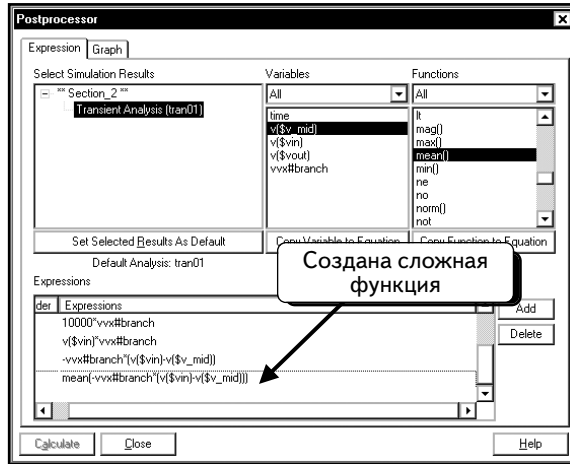 Postprocessor
Expression Graph
Select Simulation Results Variables Functions
** Section_2 ** All All
Transient Analysis (tran01) time lt
v($v_mid) mag()
v($vin) max()
v($vout) mean()
vvx#branch min()
ne
no
norm()
not
Set Selected Results As Default Copy Variable to Equation Copy Function to Equation
Default Analysis: tran01
Создана сложная
функция
Expressions
der Expressions Add
10000*vvx#branch
v($vin)*vvx#branch Delete
-vvx#branch*(v($vin)-v($v_mid))
mean(-vvx#branch*(v($vin)-v($v_mid)))
Calculate Close Help